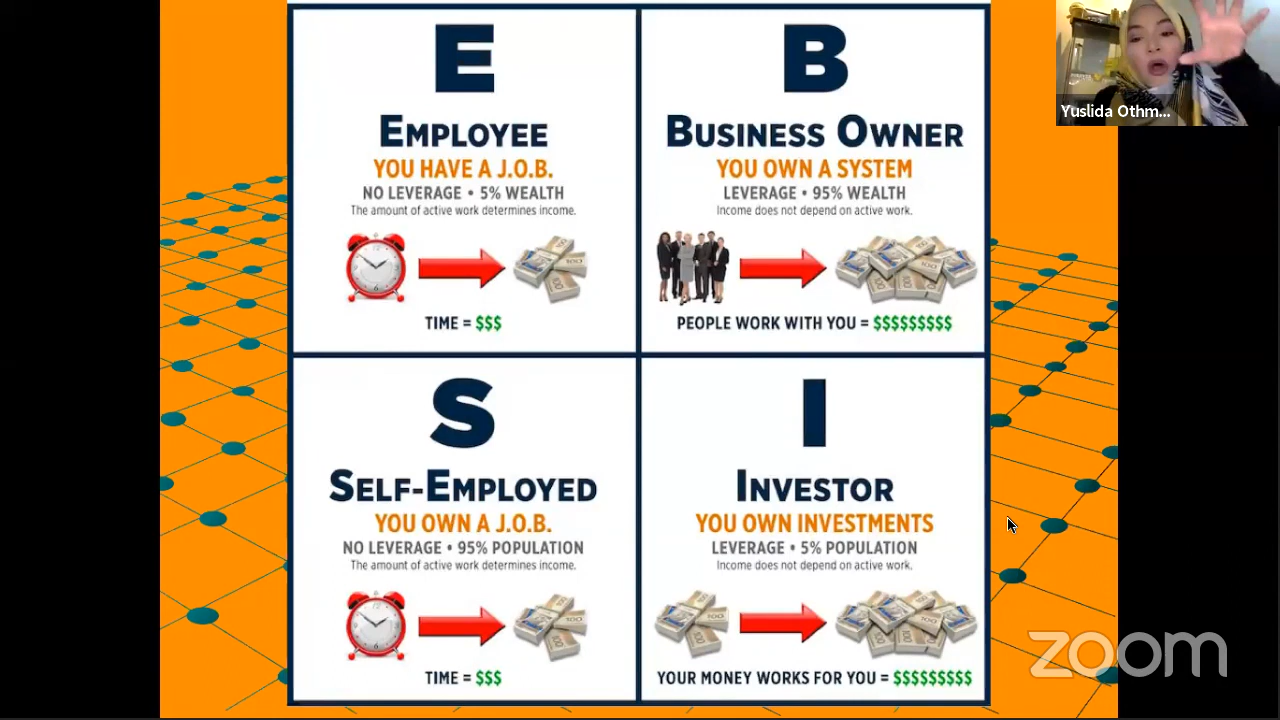 E
EMPLOYEE
YOU HAVE A J.O.B.
NO LEVERAGE • 5% WEALTH
The amount of active work determines income.
TIME = $$$
B
BUSINESS OWNER
YOU OWN A SYSTEM
LEVERAGE • 95% WEALTH
Income does not depend on active work.
PEOPLE WORK WITH YOU = $$$$$$$$$
S
SELF-EMPLOYED
YOU OWN A J.O.B.
NO LEVERAGE • 95% POPULATION
The amount of active work determines income.
TIME = $$$
I
INVESTOR
YOU OWN INVESTMENTS
LEVERAGE • 5% POPULATION
Income does not depend on active work.
YOUR MONEY WORKS FOR YOU = $$$$$$$$$
Yuslida Othm...
zoom